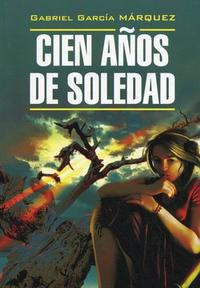 GABRIEL GARCÍA MÁRQUEZ
CIEN AÑOS
DE SOLEDAD